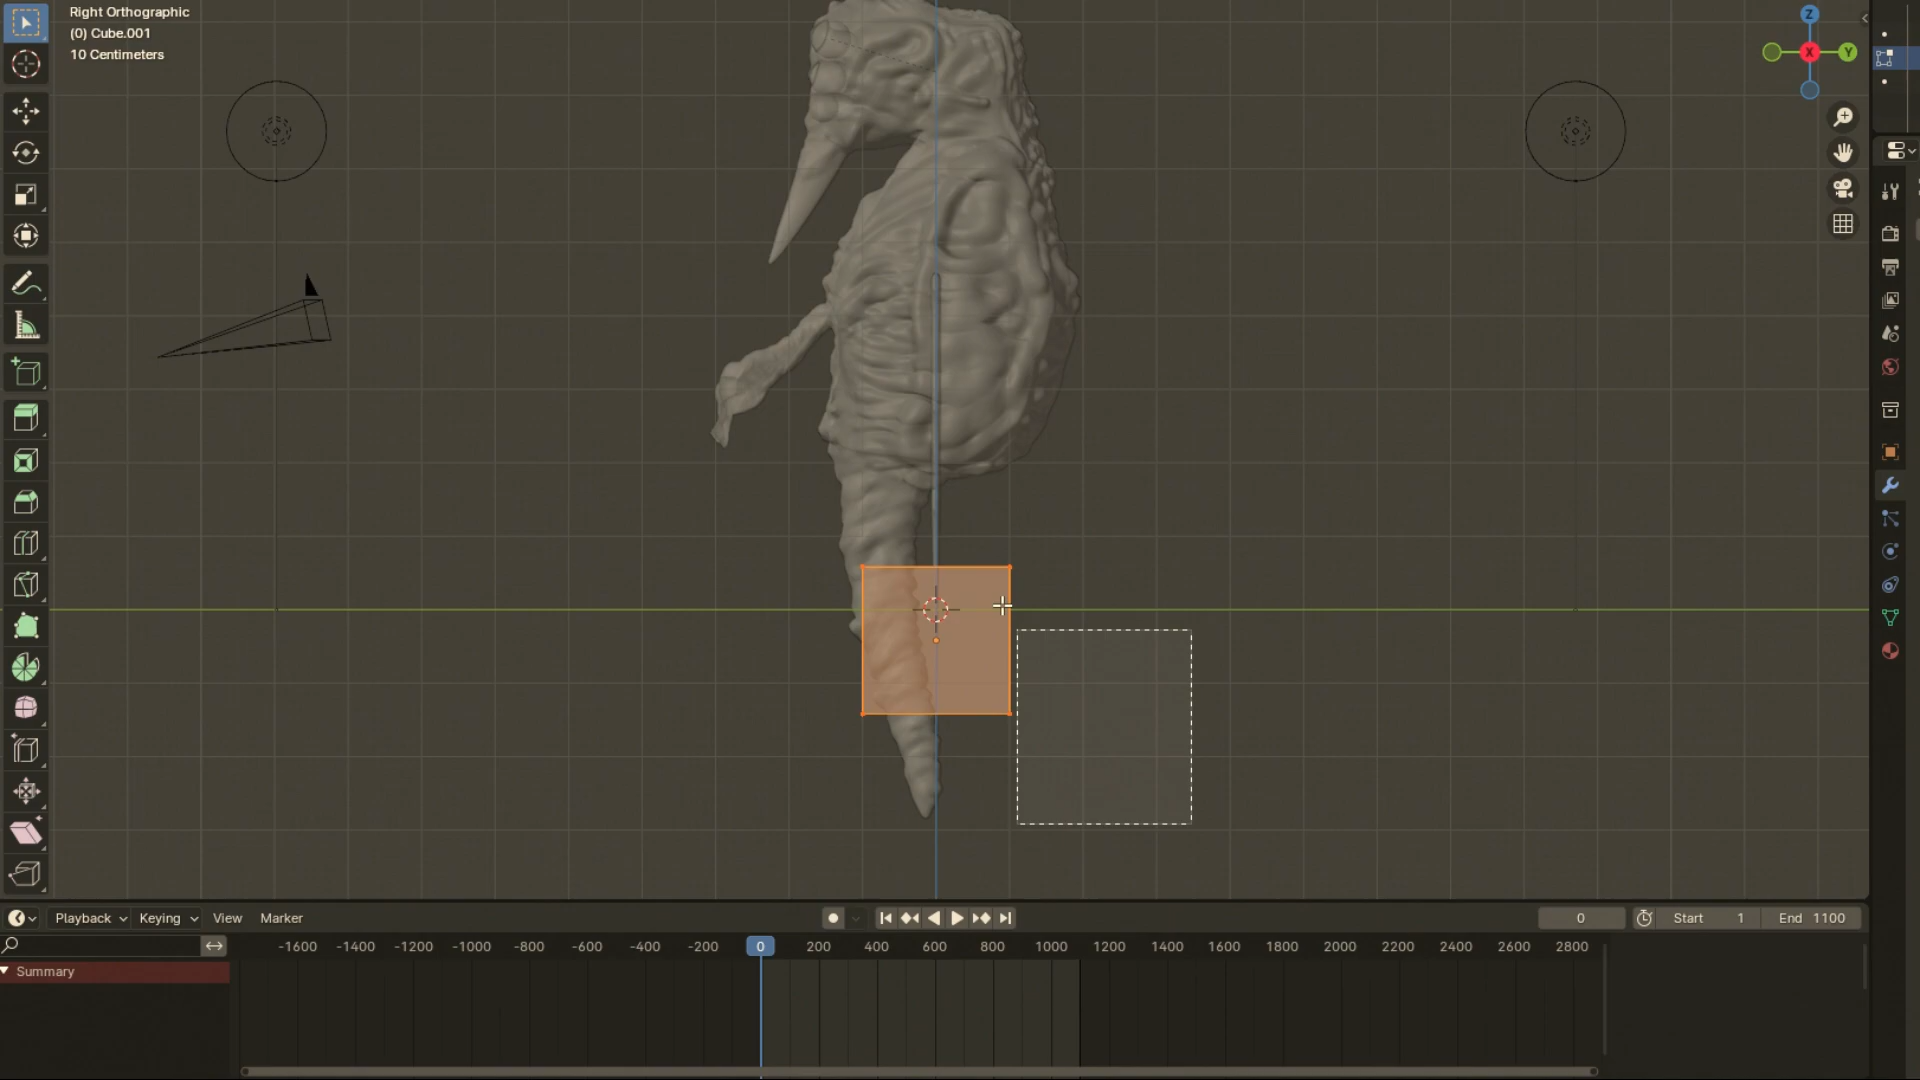 Right Orthographic
(0) Cube.001
10 Centimeters
Z
X
Y
Playback
Keying
View
Marker
0
Start 1
End 1100
-1600 -1400 -1200 -1000 -800 -600 -400 -200 0 200 400 600 800 1000 1200 1400 1600 1800 2000 2200 2400 2600 2800
Summary